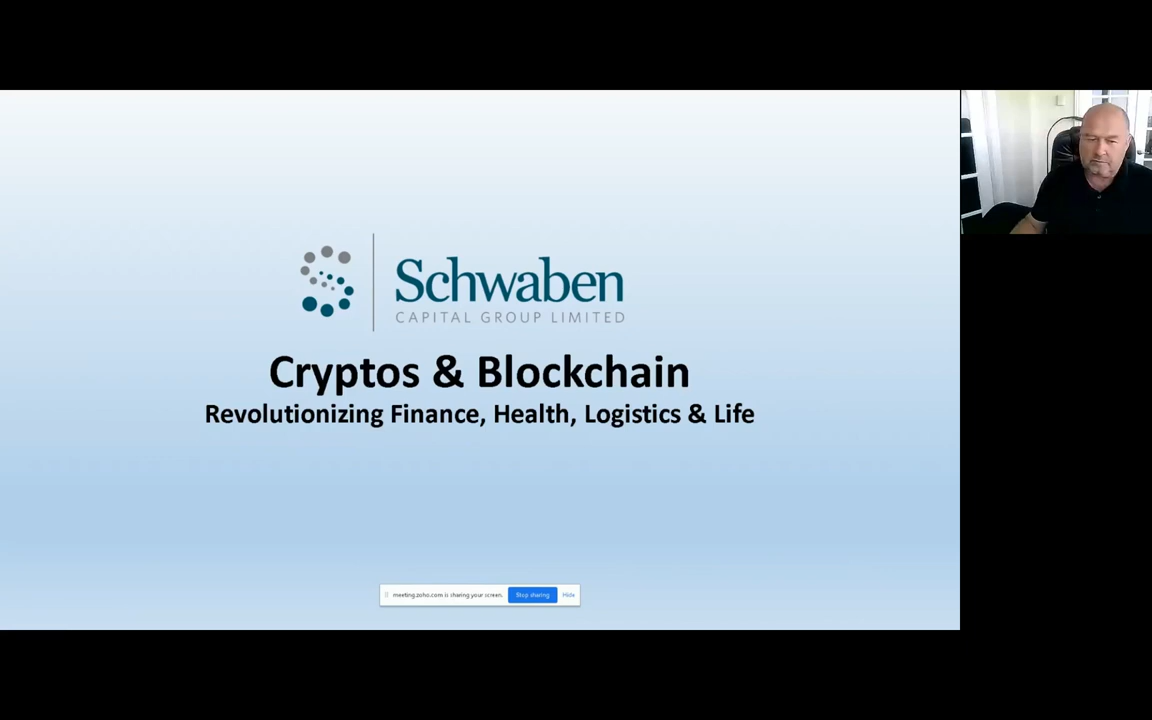 Schwaben
CAPITAL GROUP LIMITED
Cryptos & Blockchain
Revolutionizing Finance, Health, Logistics & Life
meeting.zoho.com is sharing your screen. Stop sharing Hide